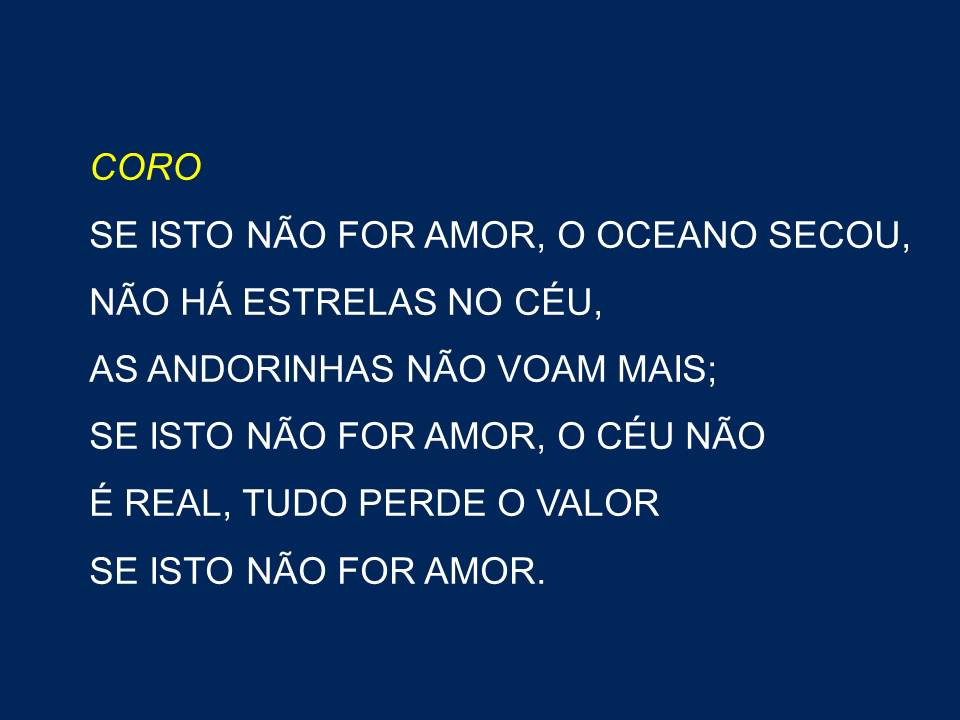 CORO
SE ISTO NÃO FOR AMOR, O OCEANO SECOU,
NÃO HÁ ESTRELAS NO CÉU,
AS ANDORINHAS NÃO VOAM MAIS;
SE ISTO NÃO FOR AMOR, O CÉU NÃO
É REAL, TUDO PERDE O VALOR
SE ISTO NÃO FOR AMOR.